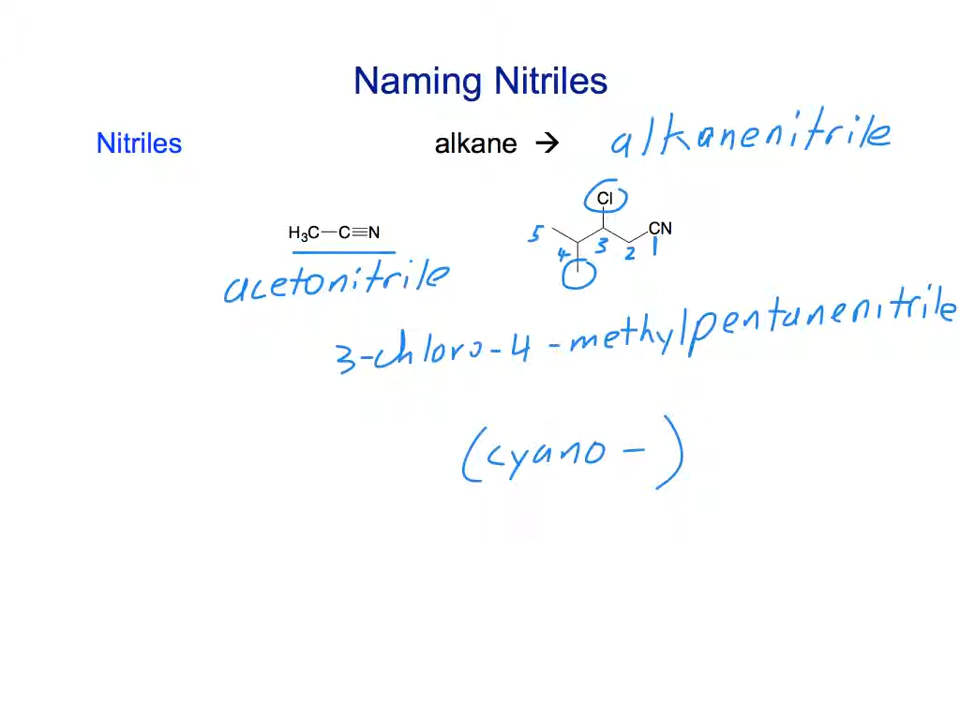 Naming Nitriles
Nitriles alkane → alkanenitrile
Cl
H₃C—C≡N 5 4 3 2 1 CN
acetonitrile
3-chloro-4-methylpentanenitrile
(cyano-)